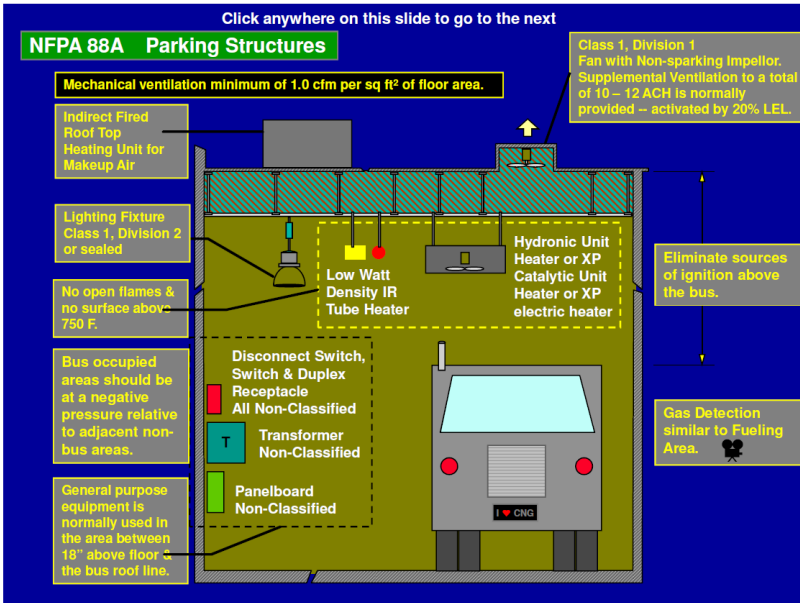 Click anywhere on this slide to go to the next
NFPA 88A Parking Structures
Mechanical ventilation minimum of 1.0 cfm per sq ft² of floor area.
Class 1, Division 1
Fan with Non-sparking Impellor.
Supplemental Ventilation to a total
of 10 – 12 ACH is normally
provided -- activated by 20% LEL.
Indirect Fired
Roof Top
Heating Unit for
Makeup Air
Lighting Fixture
Class 1, Division 2
or sealed
No open flames &
no surface above
750 F.
Low Watt
Density IR
Tube Heater
Hydronic Unit
Heater or XP
Catalytic Unit
Heater or XP
electric heater
Eliminate sources
of ignition above
the bus.
Bus occupied
areas should be
at a negative
pressure relative
to adjacent non-
bus areas.
Disconnect Switch,
Switch & Duplex
Receptacle
All Non-Classified
T
Transformer
Non-Classified
Panelboard
Non-Classified
Gas Detection
similar to Fueling
Area.
General purpose
equipment is
normally used in
the area between
18” above floor &
the bus roof line.
I ♥ CNG